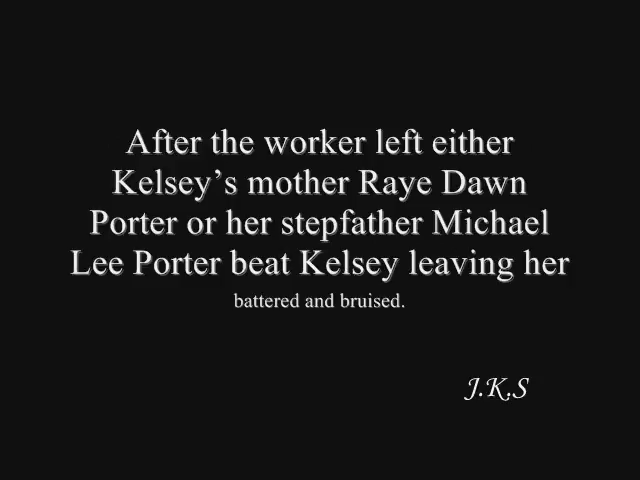 After the worker left either
Kelsey’s mother Raye Dawn
Porter or her stepfather Michael
Lee Porter beat Kelsey leaving her
battered and bruised.
J.K.S